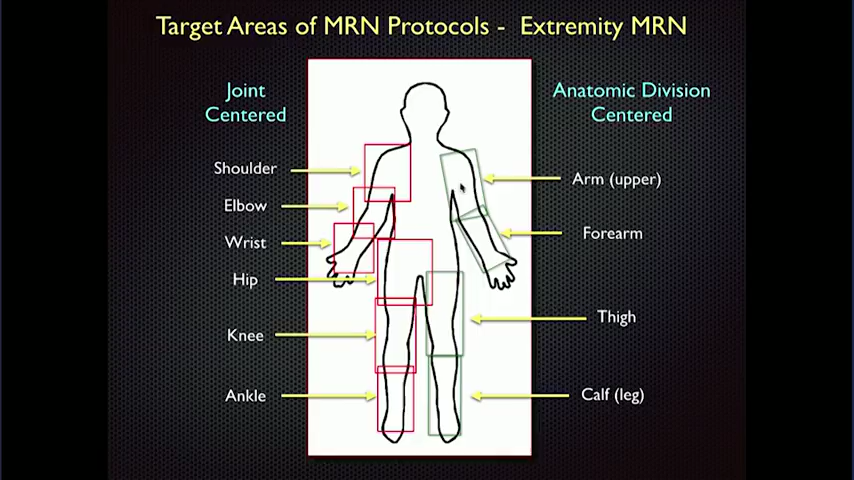 Target Areas of MRN Protocols - Extremity MRN
Joint
Centered
Shoulder
Elbow
Wrist
Hip
Knee
Ankle
Anatomic Division
Centered
Arm (upper)
Forearm
Thigh
Calf (leg)